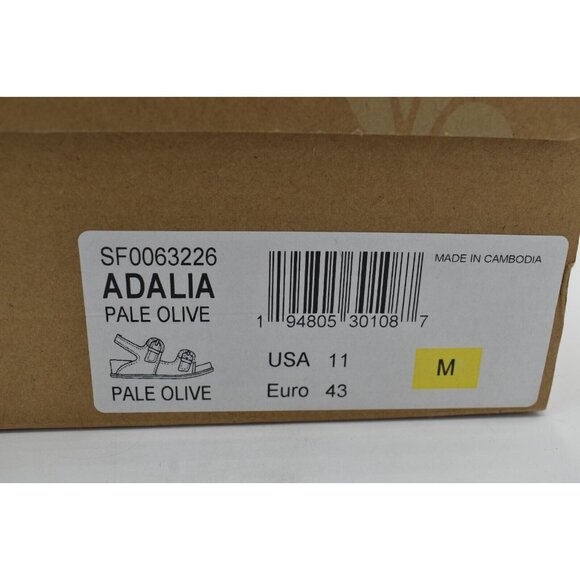 SF0063226
ADALIA
PALE OLIVE
PALE OLIVE
1 94805 30108 7
USA 11
Euro 43
MADE IN CAMBODIA
M